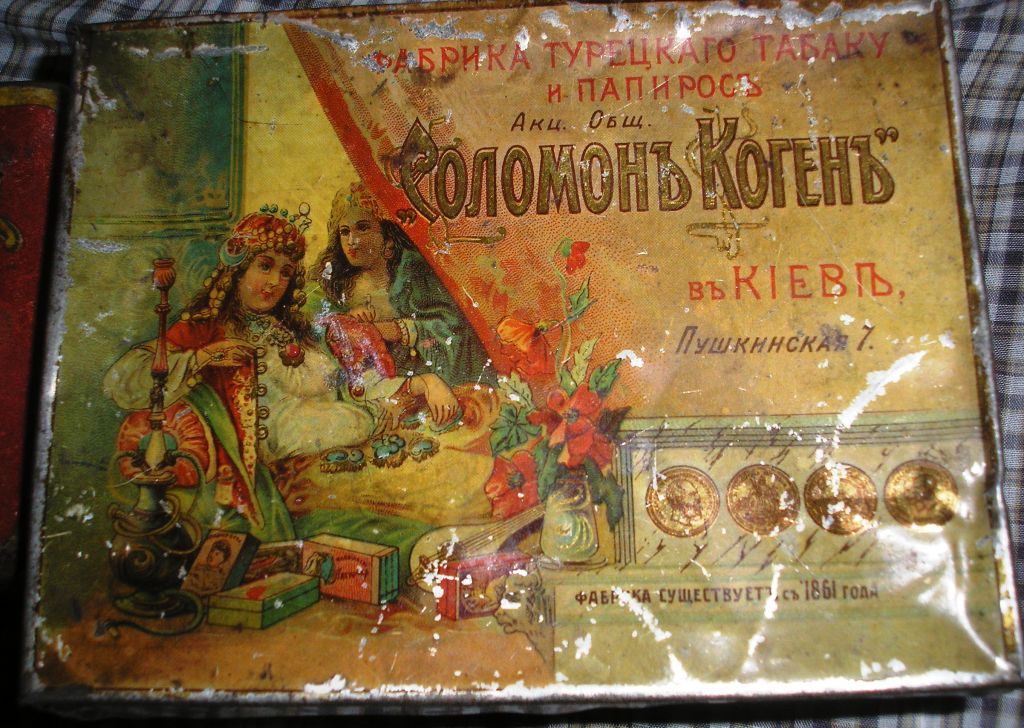 ФАБРИКА ТУРЕЦКАГО ТАБАКУ
И ПАПИРОСЪ
Акц. Общ.
„СОЛОМОНЪ КОГЕНЪ”
въ КІЕВѢ,
Пушкинская 7.
ФАБРИКА СУЩЕСТВУЕТЪ съ 1861 ГОДА